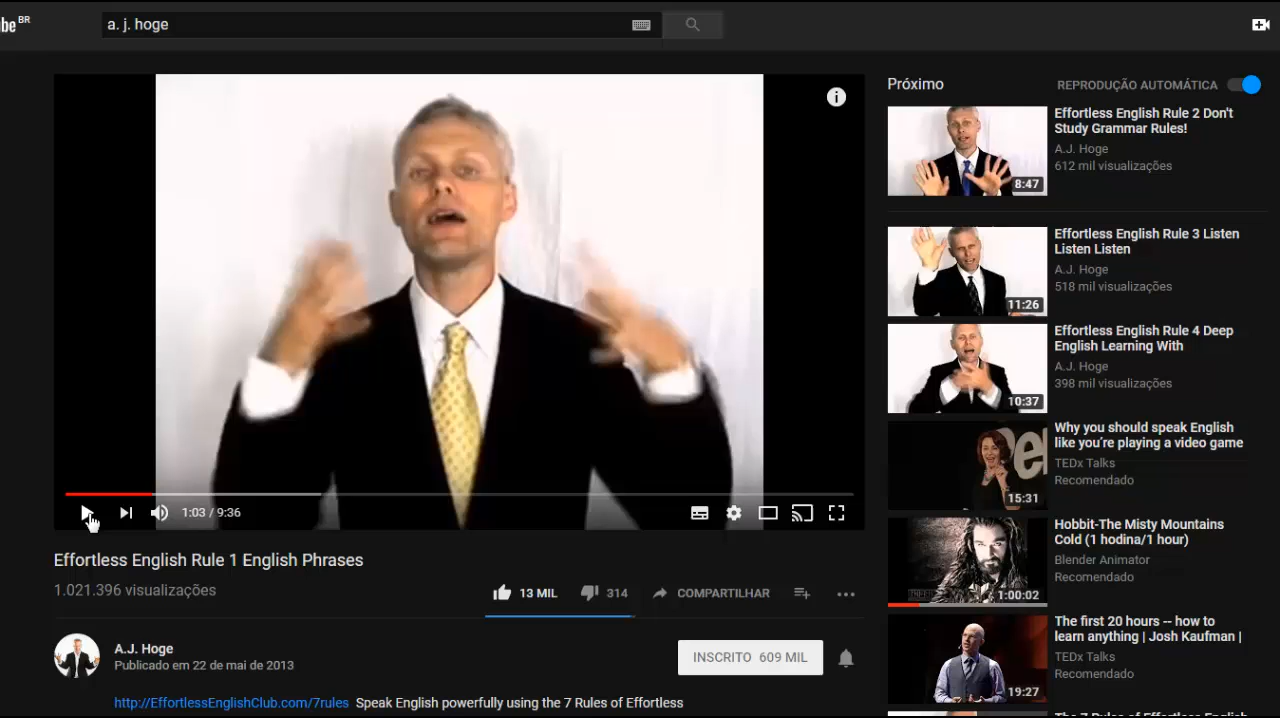 be BR
a. j. hoge
1:03 / 9:36
Effortless English Rule 1 English Phrases
1.021.396 visualizações
13 MIL
314
COMPARTILHAR
A.J. Hoge
Publicado em 22 de mai de 2013
INSCRITO 609 MIL
http://EffortlessEnglishClub.com/7rules Speak English powerfully using the 7 Rules of Effortless
Próximo
REPRODUÇÃO AUTOMÁTICA
8:47
Effortless English Rule 2 Don't
Study Grammar Rules!
A.J. Hoge
612 mil visualizações
11:26
Effortless English Rule 3 Listen
Listen Listen
A.J. Hoge
518 mil visualizações
10:37
Effortless English Rule 4 Deep
English Learning With
A.J. Hoge
398 mil visualizações
15:31
Why you should speak English
like you're playing a video game
TEDx Talks
Recomendado
1:00:02
Hobbit-The Misty Mountains
Cold (1 hodina/1 hour)
Blender Animator
Recomendado
19:27
The first 20 hours -- how to
learn anything | Josh Kaufman |
TEDx Talks
Recomendado
The 7 Rules of Effortless English